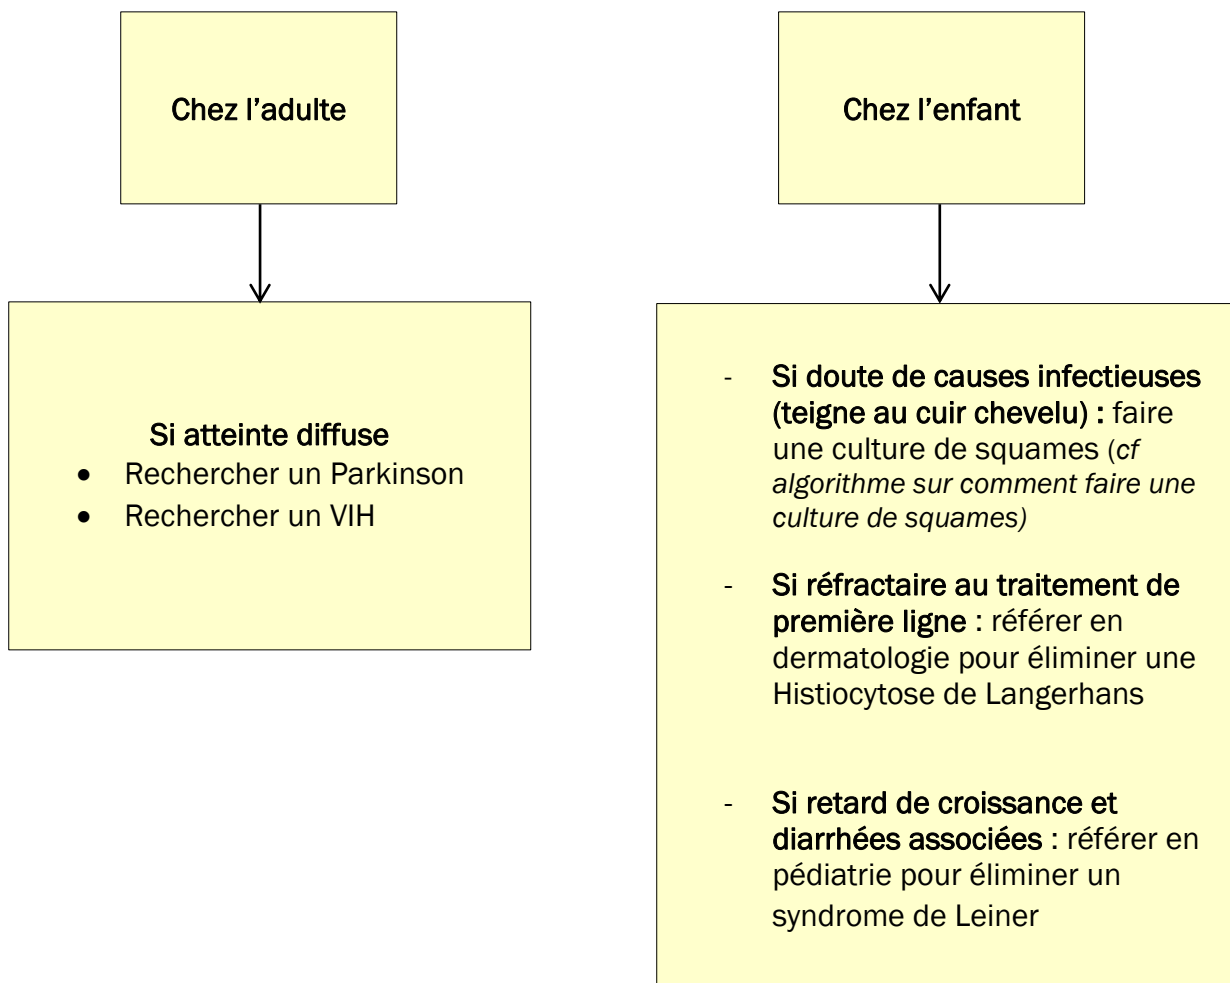 Chez l’adulte
Si atteinte diffuse
• Rechercher un Parkinson
• Rechercher un VIH
Chez l’enfant
- Si doute de causes infectieuses
(teigne au cuir chevelu) : faire
une culture de squames (cf
algorithme sur comment faire une
culture de squames)
- Si réfractaire au traitement de
première ligne : référer en
dermatologie pour éliminer une
Histiocytose de Langerhans
- Si retard de croissance et
diarrhées associées : référer en
pédiatrie pour éliminer un
syndrome de Leiner